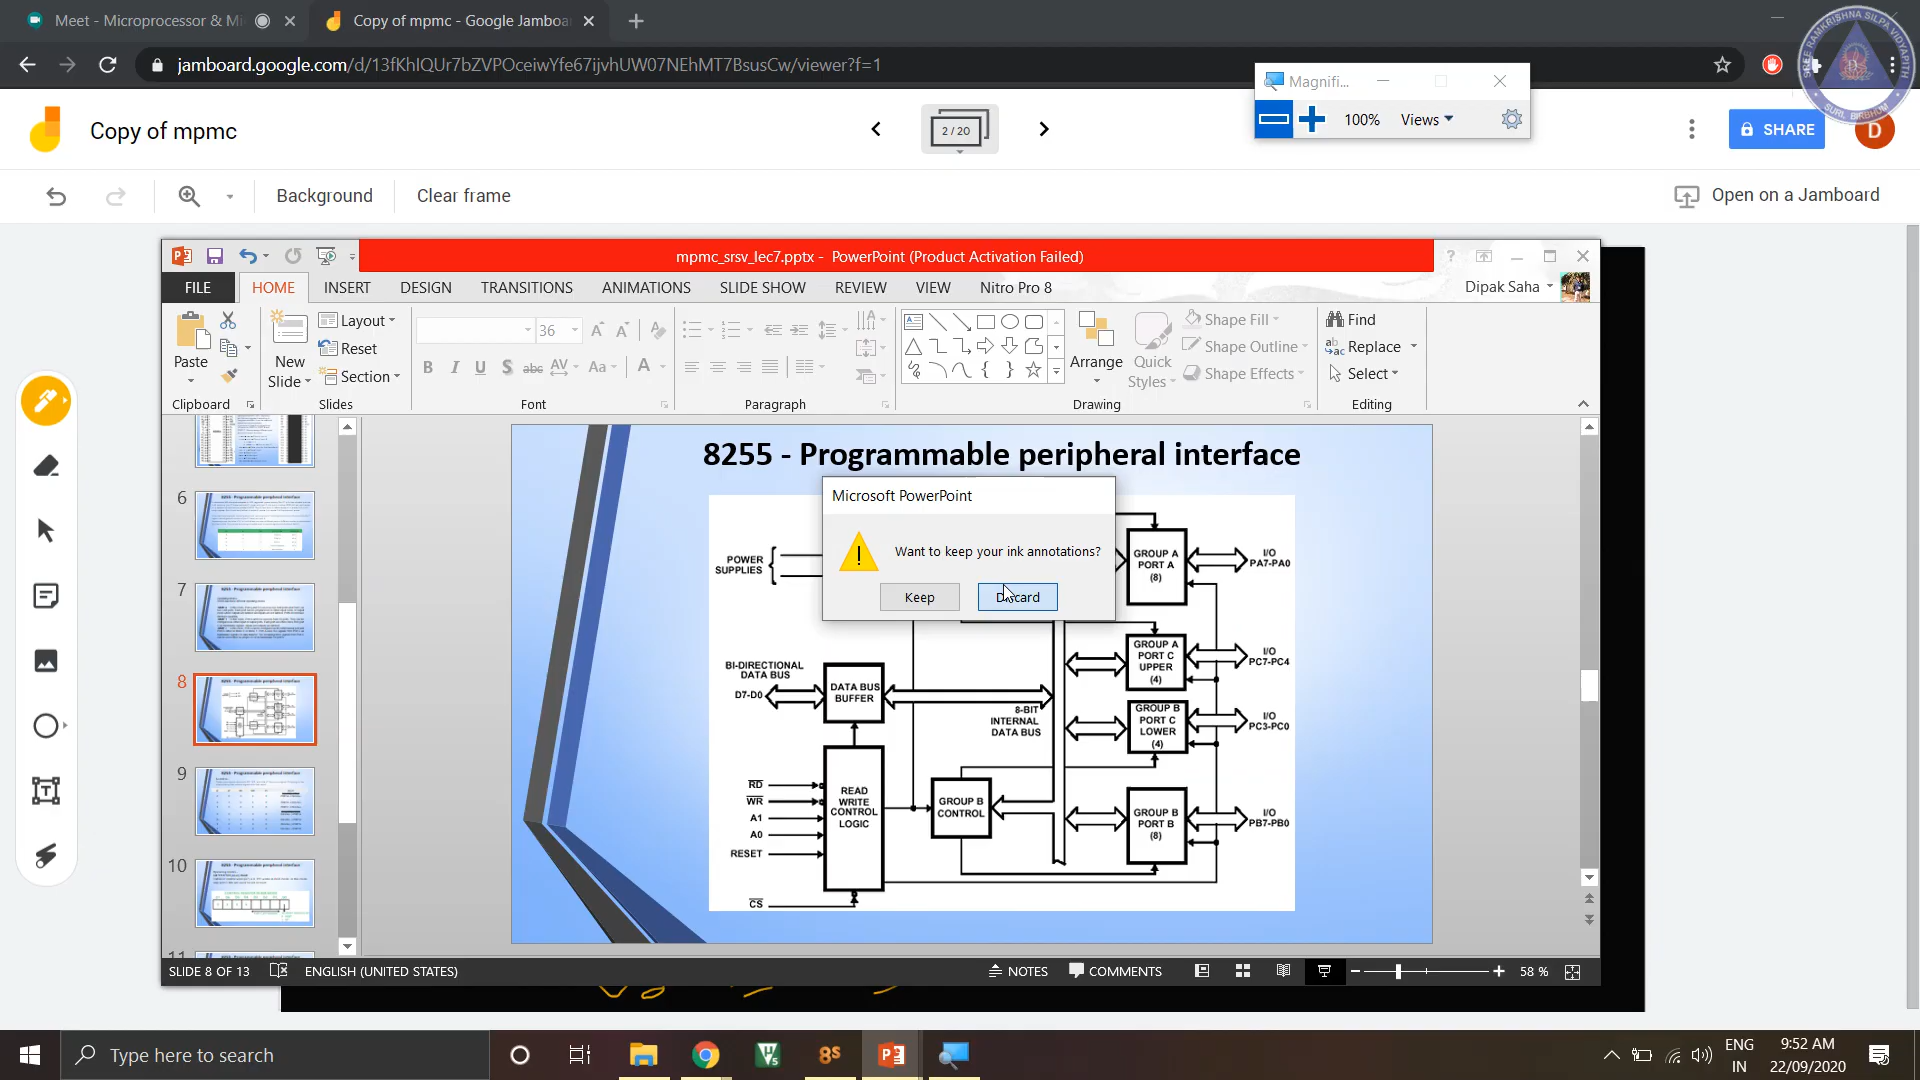 Meet - Microprocessor & Mi
Copy of mpmc - Google Jamboa
jamboard.google.com/d/13fKhlQUr7bZVPOceiwYfe67ijvhUW07NEhMT7BsusCw/viewer?f=1
Magnifi...
100%
Views
Copy of mpmc
2 / 20
SHARE
D
Background
Clear frame
Open on a Jamboard
mpmc_srsv_lec7.pptx - PowerPoint (Product Activation Failed)
FILE
HOME
INSERT
DESIGN
TRANSITIONS
ANIMATIONS
SLIDE SHOW
REVIEW
VIEW
Nitro Pro 8
Dipak Saha
Paste
Clipboard
New
Slide
Layout
Reset
Section
Slides
36
Font
Paragraph
Arrange
Quick
Styles
Shape Fill
Shape Outline
Shape Effects
Drawing
Find
Replace
Select
Editing
6
7
8
9
10
11
8255 - Programmable peripheral interface
Microsoft PowerPoint
Want to keep your ink annotations?
Keep
Discard
POWER
SUPPLIES
GROUP A
PORT A
(8)
I/O
PA7-PA0
GROUP A
PORT C
UPPER
(4)
I/O
PC7-PC4
BI-DIRECTIONAL
DATA BUS
D7-D0
DATA BUS
BUFFER
8-BIT
INTERNAL
DATA BUS
GROUP B
PORT C
LOWER
(4)
I/O
PC3-PC0
RD
WR
A1
A0
RESET
CS
READ
WRITE
CONTROL
LOGIC
GROUP B
CONTROL
GROUP B
PORT B
(8)
I/O
PB7-PB0
SLIDE 8 OF 13
ENGLISH (UNITED STATES)
NOTES
COMMENTS
58 %
Type here to search
ENG
IN
9:52 AM
22/09/2020